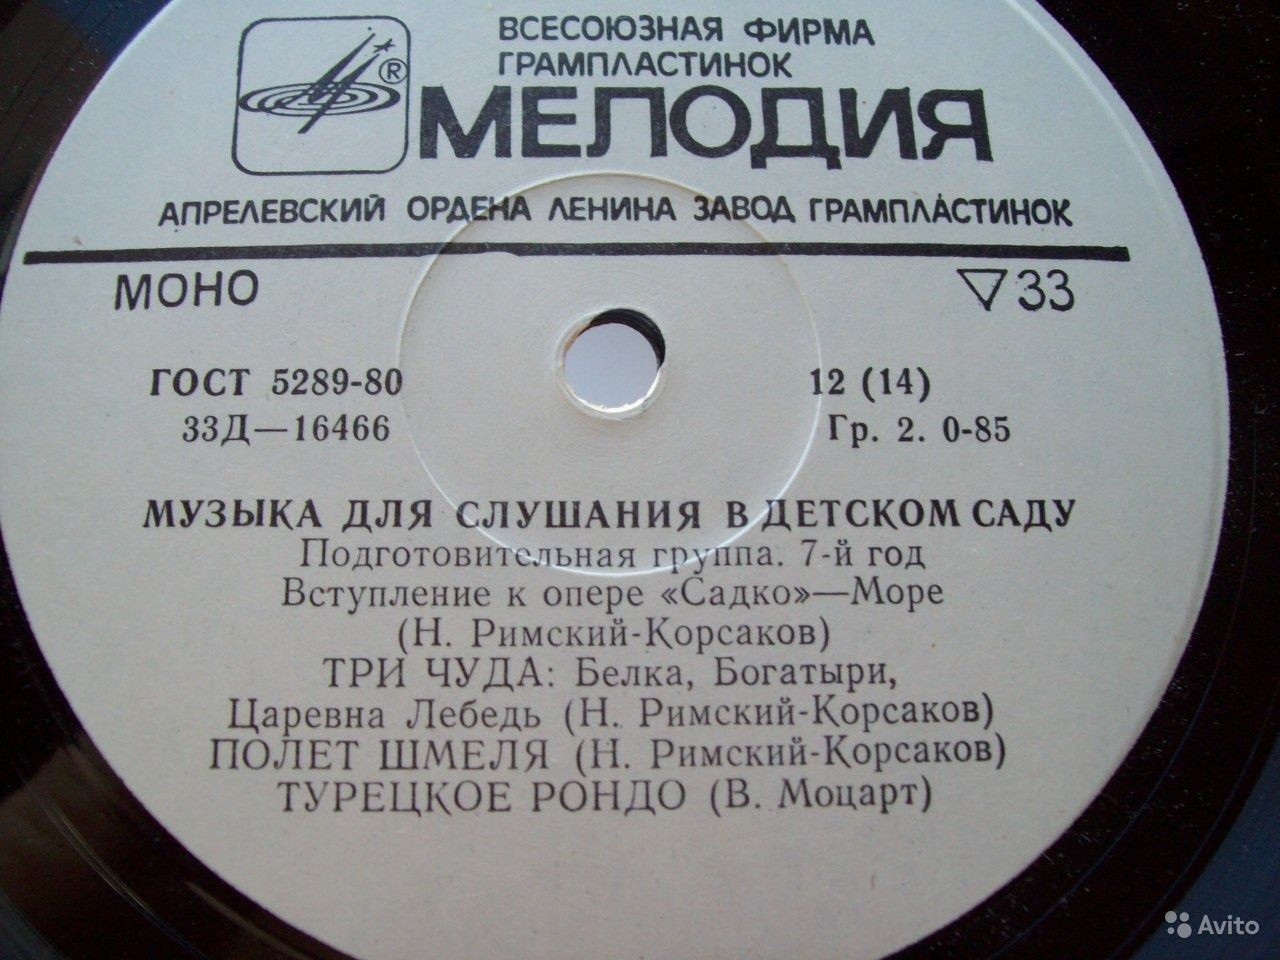 ВСЕСОЮЗНАЯ ФИРМА
ГРАМПЛАСТИНОК
®
МЕЛОДИЯ
АПРЕЛЕВСКИЙ ОРДЕНА ЛЕНИНА ЗАВОД ГРАМПЛАСТИНОК
МОНО ▽33
ГОСТ 5289-80 12 (14)
33Д—16466 Гр. 2. 0-85
МУЗЫКА ДЛЯ СЛУШАНИЯ В ДЕТСКОМ САДУ
Подготовительная группа. 7-й год
Вступление к опере «Садко»—Море
(Н. Римский-Корсаков)
ТРИ ЧУДА: Белка, Богатыри,
Царевна Лебедь (Н. Римский-Корсаков)
ПОЛЕТ ШМЕЛЯ (Н. Римский-Корсаков)
ТУРЕЦКОЕ РОНДО (В. Моцарт)
Avito